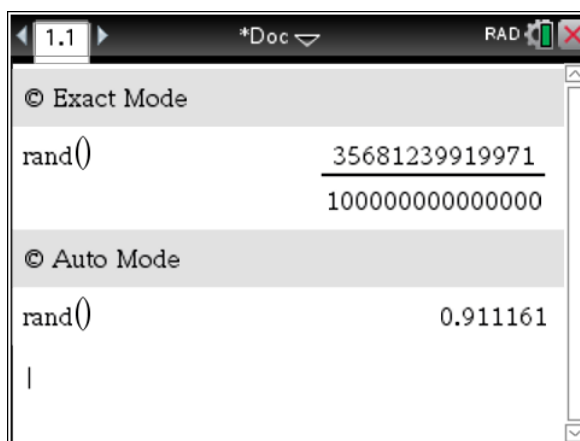 1.1 *Doc RAD
© Exact Mode
rand() 35681239919971
100000000000000
© Auto Mode
rand() 0.911161